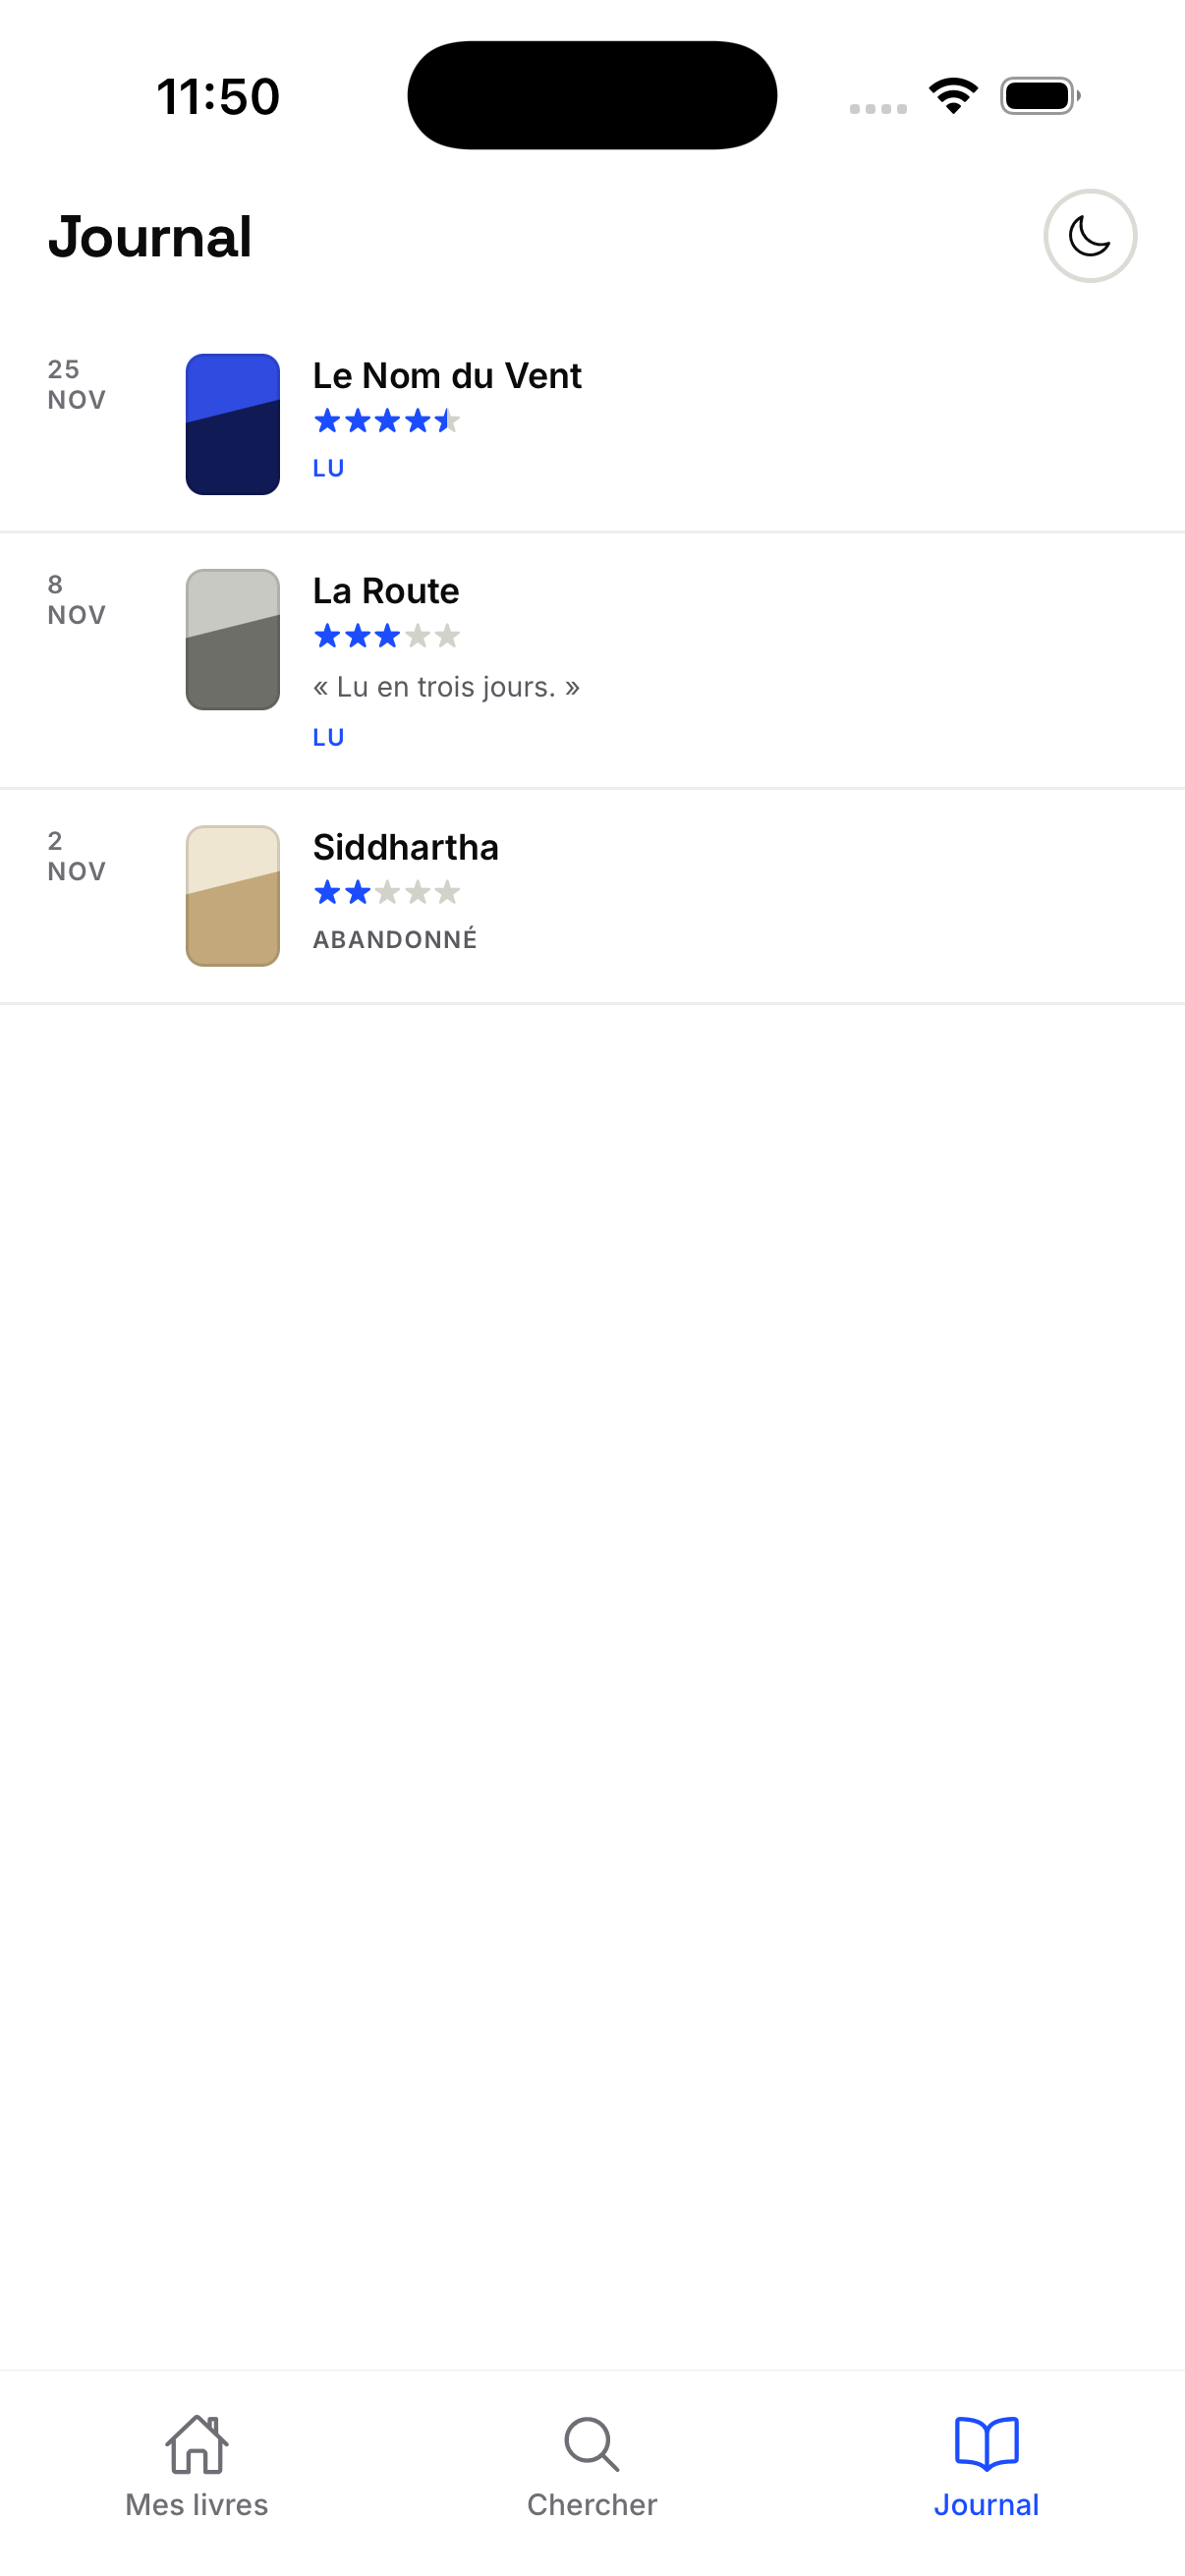 11:50
Journal
25
NOV
Le Nom du Vent
LU
8
NOV
La Route
« Lu en trois jours. »
LU
2
NOV
Siddhartha
ABANDONNÉ
Mes livres
Chercher
Journal